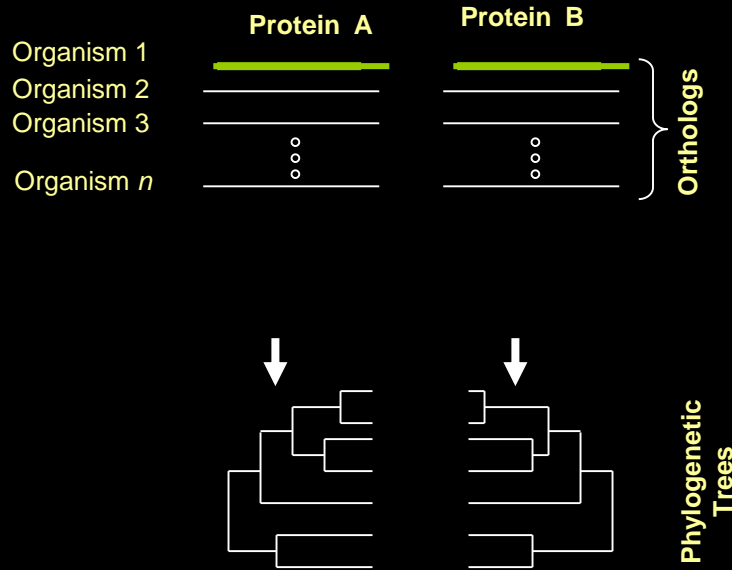 Protein A
Protein B
Organism 1
Organism 2
Organism 3
Organism n
Orthologs
Phylogenetic
Trees